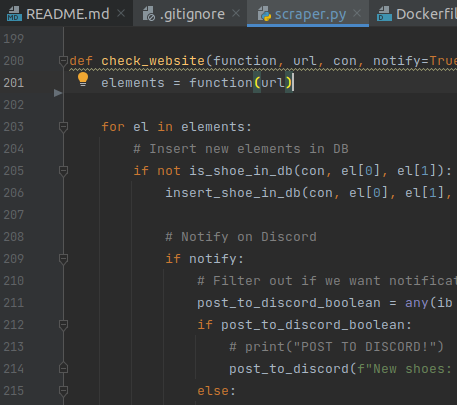 README.md × .gitignore × scraper.py × Dockerfil
199
200 def check_website(function, url, con, notify=True
201 elements = function(url)
202
203 for el in elements:
204 # Insert new elements in DB
205 if not is_shoe_in_db(con, el[0], el[1]):
206 insert_shoe_in_db(con, el[0], el[1],
207
208 # Notify on Discord
209 if notify:
210 # Filter out if we want notificat
211 post_to_discord_boolean = any(ib
212 if post_to_discord_boolean:
213 # print("POST TO DISCORD!")
214 post_to_discord(f"New shoes:
215 else: